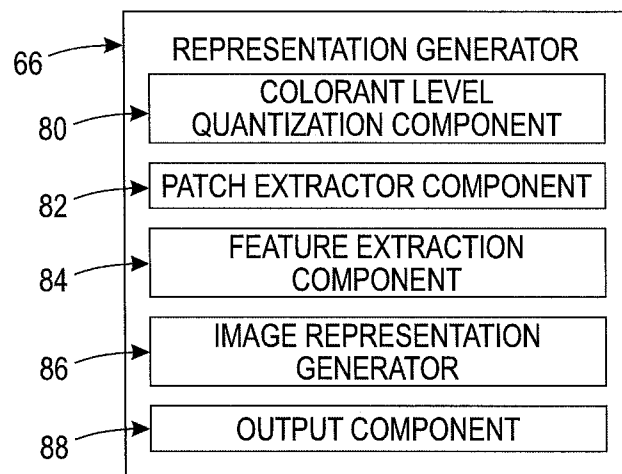 66
REPRESENTATION GENERATOR
80
COLORANT LEVEL
QUANTIZATION COMPONENT
82
PATCH EXTRACTOR COMPONENT
84
FEATURE EXTRACTION
COMPONENT
86
IMAGE REPRESENTATION
GENERATOR
88
OUTPUT COMPONENT